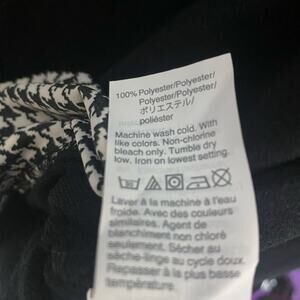 100% Polyester/Polyester/
Polyester/Polyester/
ポリエステル/
poliéster
Machine wash cold. With
like colors. Non-chlorine
bleach only. Tumble dry
low. Iron on lowest setting.
Laver à la machine à l'eau
froide. Avec des couleurs
similaires. Agent de
blanchiment non chloré
seulement. Sécher au
sèche-linge au cycle doux.
Repasser à la plus basse
température.